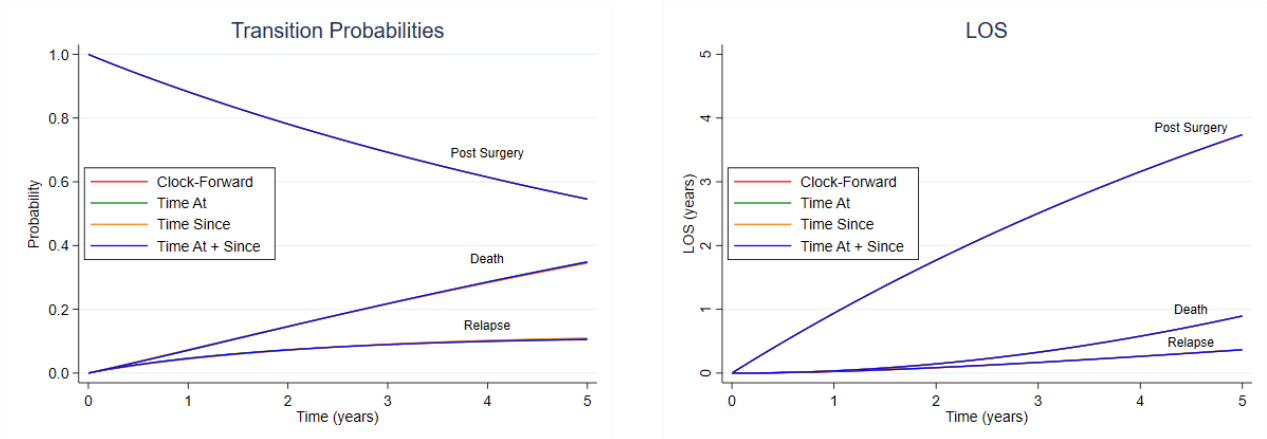 Transition Probabilities
1.0
0.8
0.6
0.4
0.2
0.0
Probability
Post Surgery
Clock-Forward
Time At
Time Since
Time At + Since
Death
Relapse
0 1 2 3 4 5
Time (years)
LOS
5
4
3
2
1
0
LOS (years)
Post Surgery
Clock-Forward
Time At
Time Since
Time At + Since
Death
Relapse
0 1 2 3 4 5
Time (years)